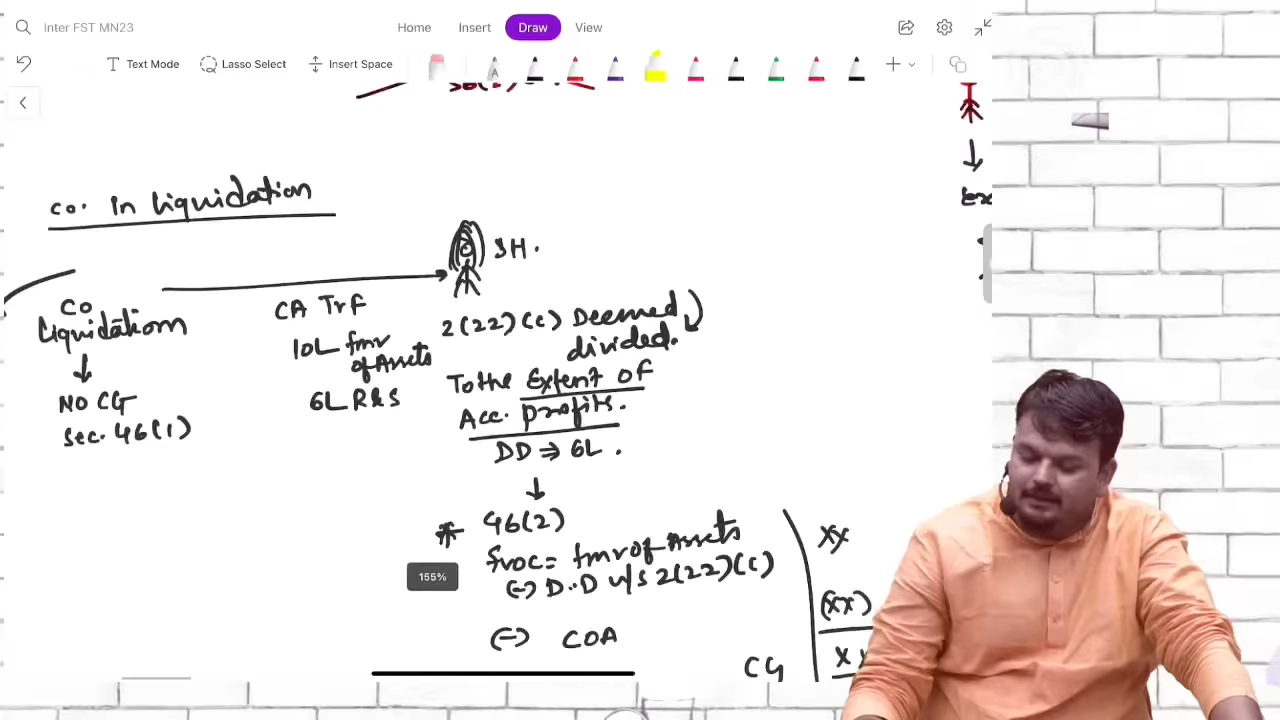 Inter FST MN23
Home
Insert
Draw
View
Text Mode
Lasso Select
Insert Space
Co. In Liquidation
SH.
Co
Liquidation
↓
NO CG
Sec. 46(1)
CA Trf
10L fmv
of Assets
6L R&S
2(22)(c) Deemed
divided.
To the Extent of
Acc. profits.
DD ⇒ 6L.
↓
* 46(2)
fvoc = fmv of Assets
(-) D.D u/s 2(22)(c)
(-) COA
CG
xx
(xx)
155%
↓